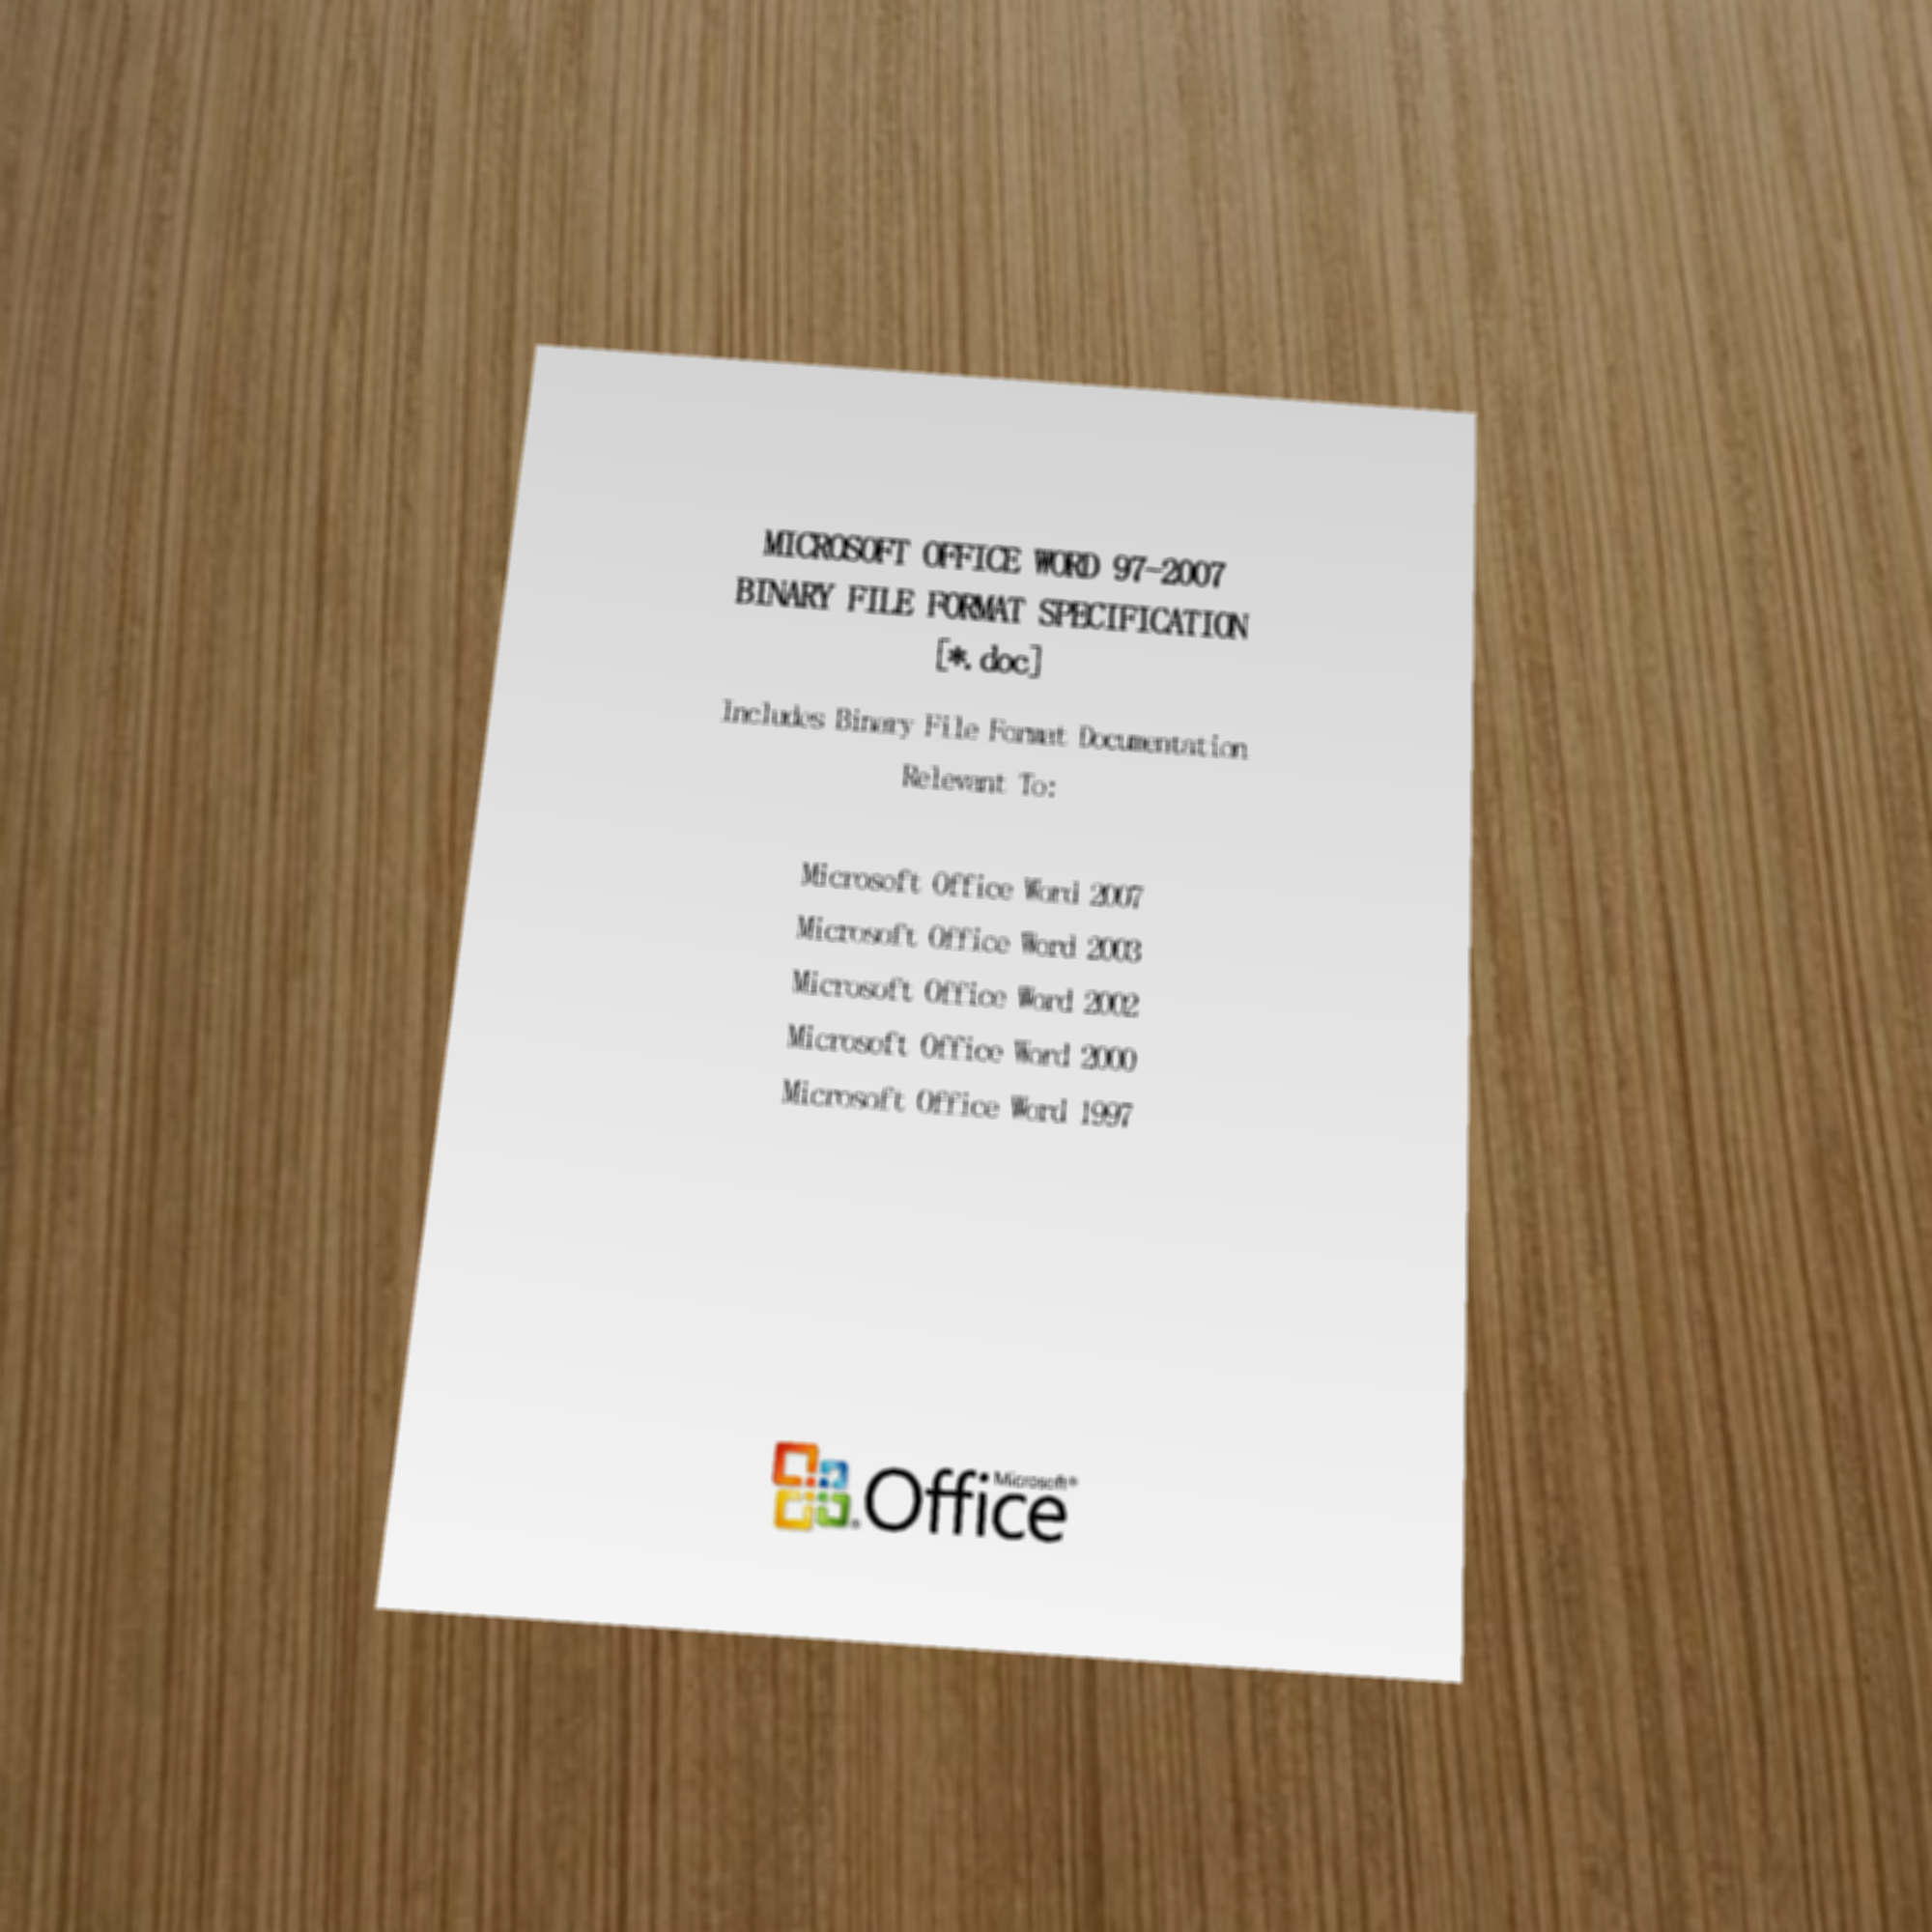 MICROSOFT OFFICE WORD 97-2007
BINARY FILE FORMAT SPECIFICATION
[*.doc]
Includes Binary File Format Documentation
Relevant To:
Microsoft Office Word 2007
Microsoft Office Word 2003
Microsoft Office Word 2002
Microsoft Office Word 2000
Microsoft Office Word 1997
Microsoft®
Office